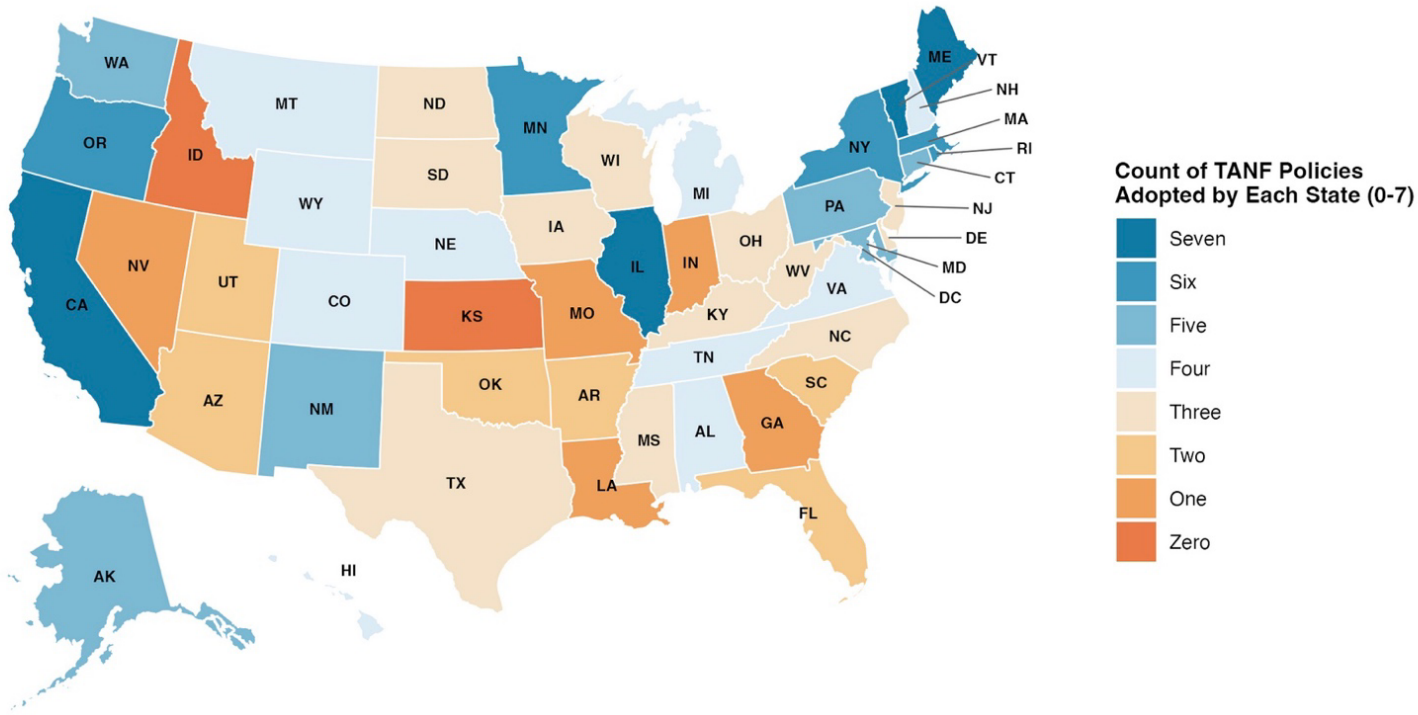 ME
VT
WA
NH
MT
ND
MA
MN
OR
NY
RI
ID
WI
SD
CT
MI
WY
PA
NJ
IA
NE
OH
DE
NV
IN
IL
WV
MD
UT
VA
DC
CO
CA
KS
MO
KY
NC
TN
OK
SC
AR
AZ
NM
GA
AL
MS
TX
LA
FL
HI
AK
Count of TANF Policies
Adopted by Each State (0-7)
Seven
Six
Five
Four
Three
Two
One
Zero